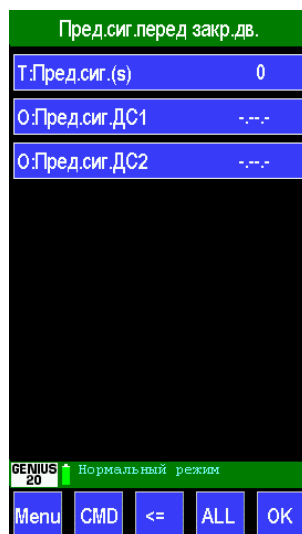 Пред.сиг.перед закр.дв.
T:Пред.сиг.(s) 0
O:Пред.сиг.ДС1 -.--.-
O:Пред.сиг.ДС2 -.--.-
GENIUS
20
Нормальный режим
Menu CMD <= ALL OK